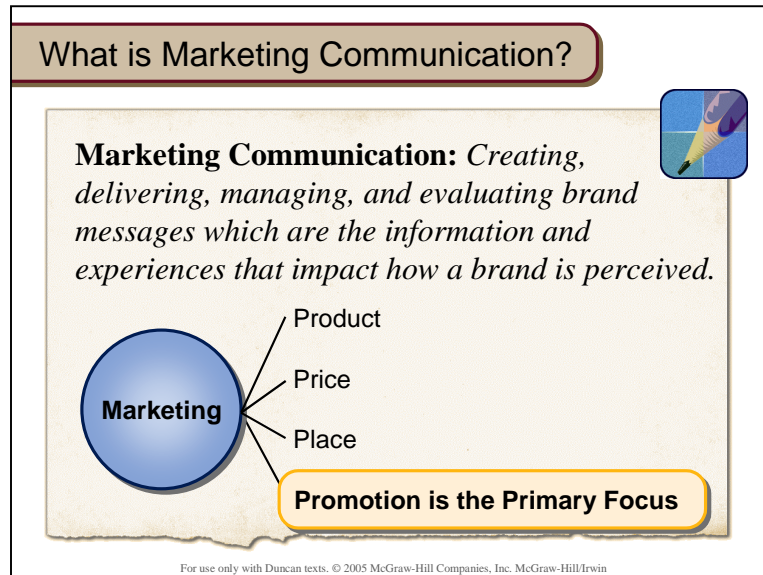 What is Marketing Communication?
Marketing Communication: Creating,
delivering, managing, and evaluating brand
messages which are the information and
experiences that impact how a brand is perceived.
Product
Price
Marketing
Place
Promotion is the Primary Focus
For use only with Duncan texts. © 2005 McGraw-Hill Companies, Inc. McGraw-Hill/Irwin